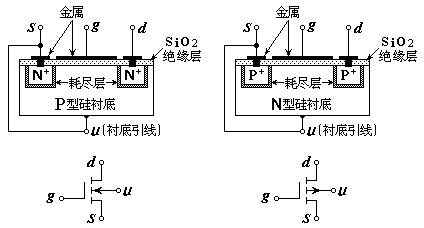 金属
s g d
SiO2
绝缘层
N+ 耗尽层 N+
P型硅衬底
u (衬底引线)
d
g u
s
金属
s g d
SiO2
绝缘层
P+ 耗尽层 P+
N型硅衬底
u (衬底引线)
d
g u
s